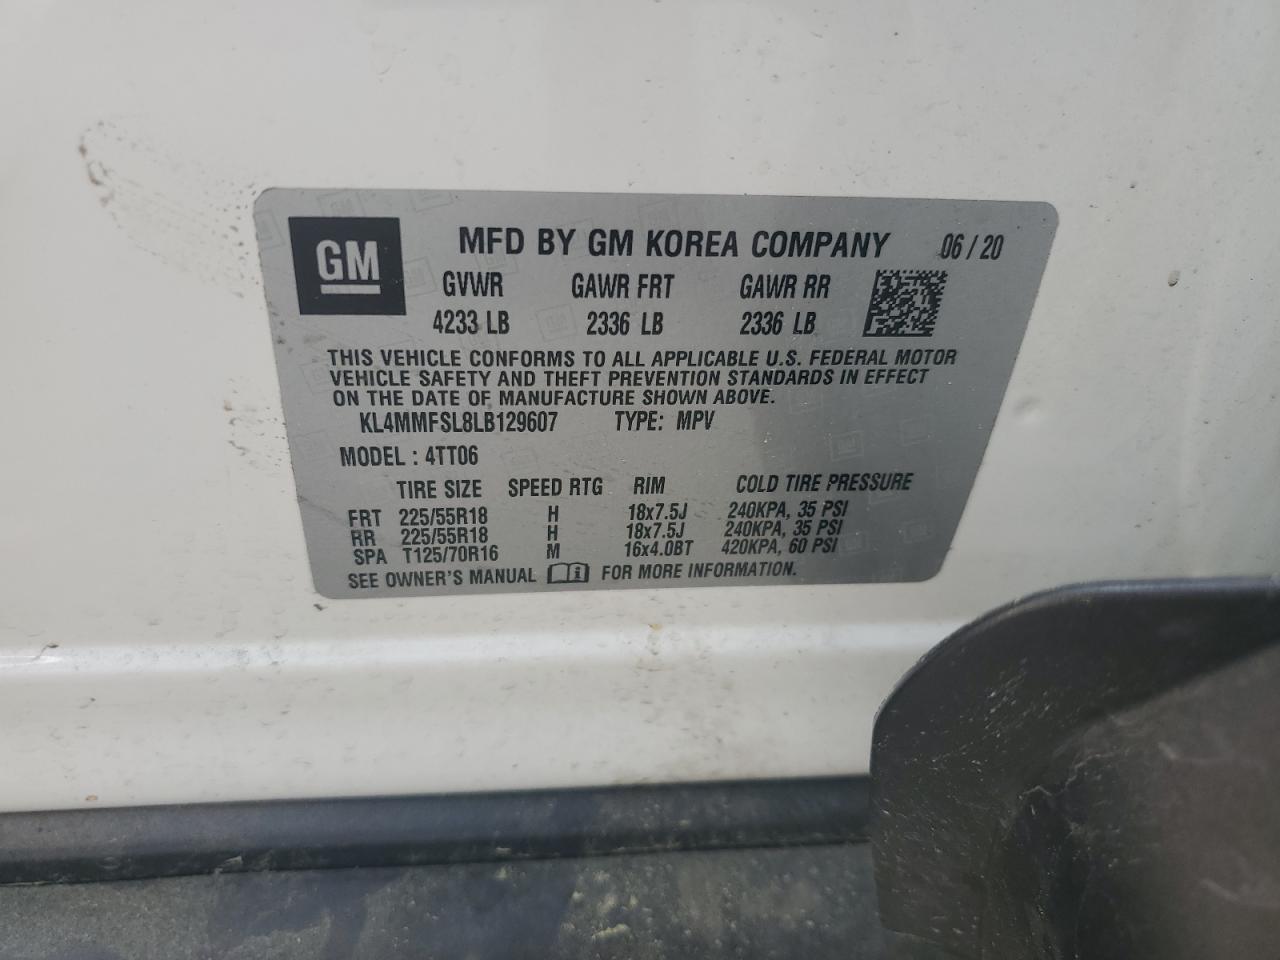 GM
MFD BY GM KOREA COMPANY 06/20
GVWR GAWR FRT GAWR RR
4233 LB 2336 LB 2336 LB
THIS VEHICLE CONFORMS TO ALL APPLICABLE U.S. FEDERAL MOTOR
VEHICLE SAFETY AND THEFT PREVENTION STANDARDS IN EFFECT
ON THE DATE OF MANUFACTURE SHOWN ABOVE.
KL4MMFSL8LB129607 TYPE: MPV
MODEL : 4TT06
TIRE SIZE SPEED RTG RIM COLD TIRE PRESSURE
FRT 225/55R18 H 18x7.5J 240KPA, 35 PSI
RR 225/55R18 H 18x7.5J 240KPA, 35 PSI
SPA T125/70R16 M 16x4.0BT 420KPA, 60 PSI
SEE OWNER'S MANUAL FOR MORE INFORMATION.